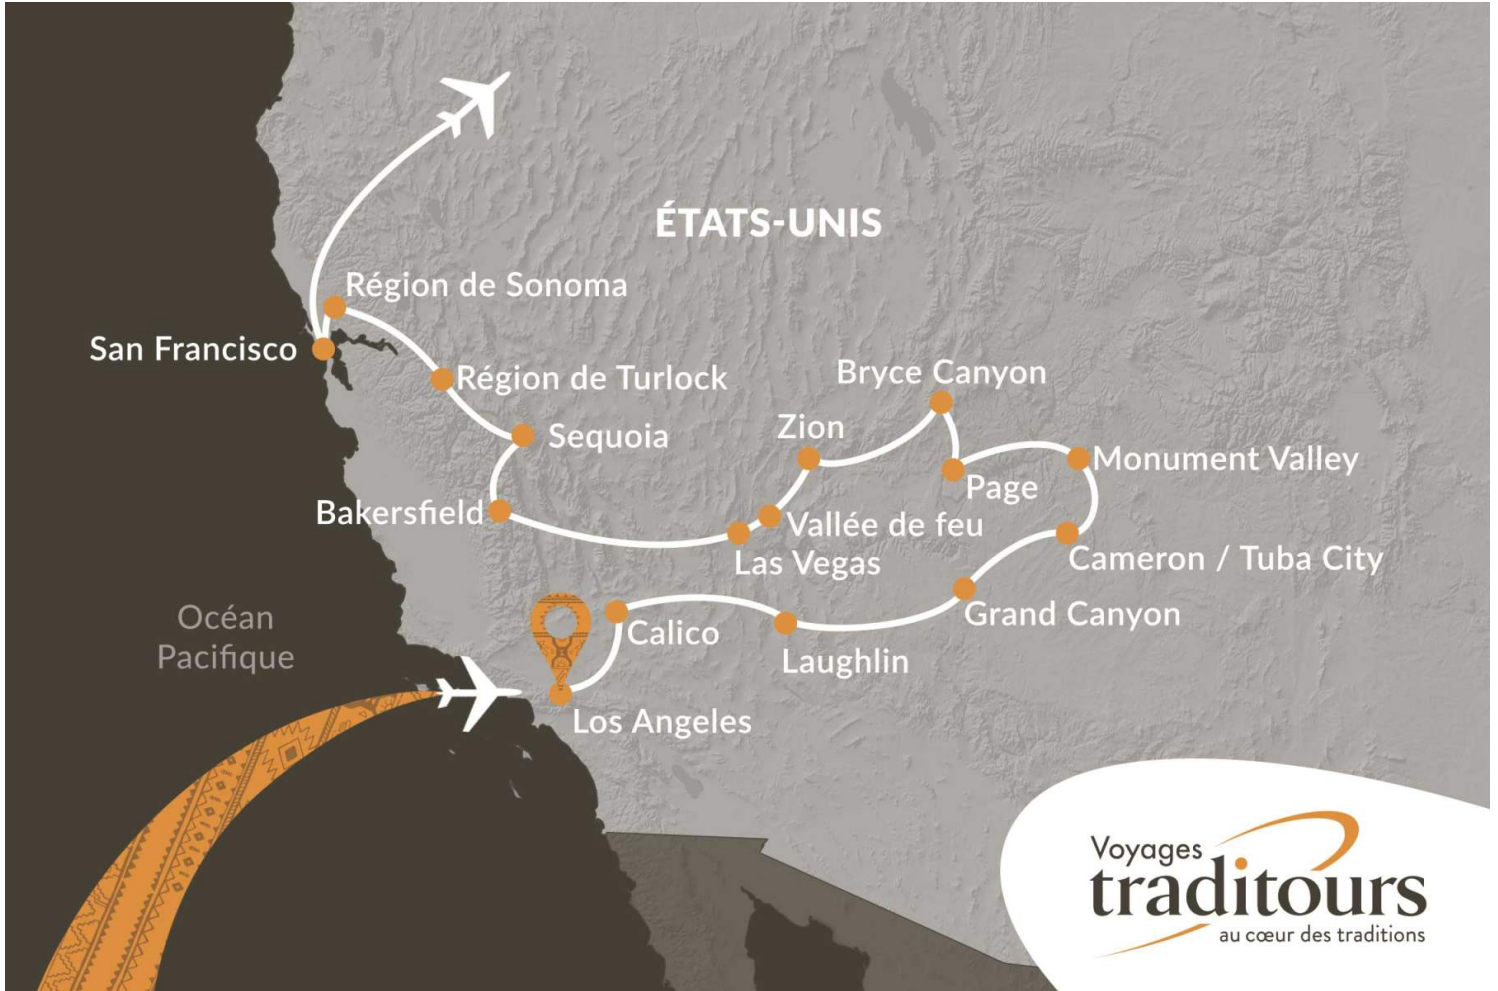 ÉTATS-UNIS
Région de Sonoma
San Francisco
Région de Turlock
Bryce Canyon
Zion
Sequoia
Monument Valley
Page
Bakersfield
Vallée de feu
Las Vegas
Cameron / Tuba City
Grand Canyon
Océan
Pacifique
Calico
Laughlin
Los Angeles
Voyages
traditours
au cœur des traditions